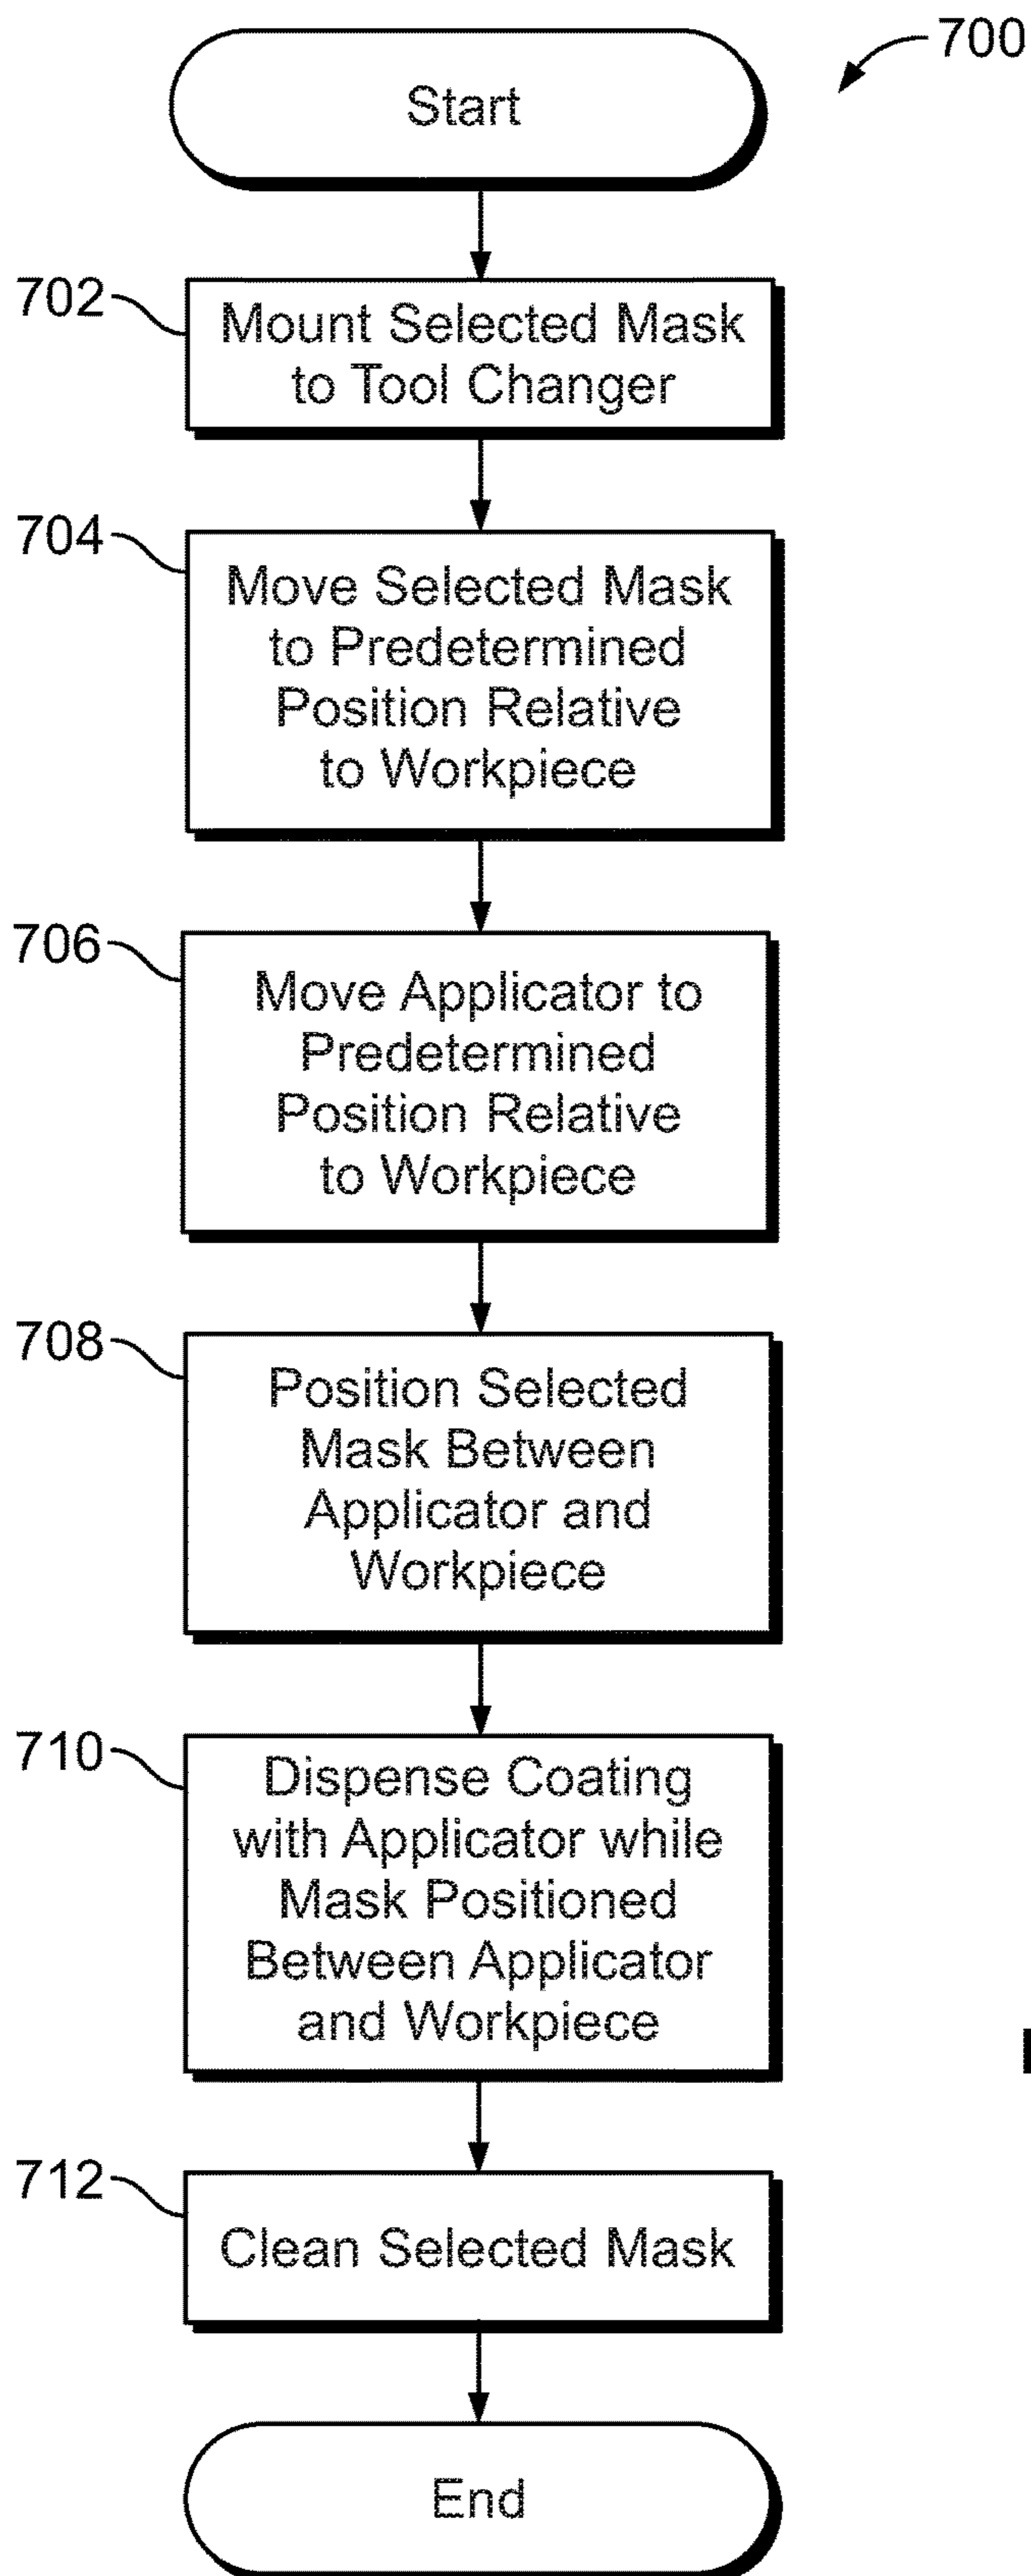 700
Start
702
Mount Selected Mask
to Tool Changer
704
Move Selected Mask
to Predetermined
Position Relative
to Workpiece
706
Move Applicator to
Predetermined
Position Relative
to Workpiece
708
Position Selected
Mask Between
Applicator and
Workpiece
710
Dispense Coating
with Applicator while
Mask Positioned
Between Applicator
and Workpiece
712
Clean Selected Mask
End